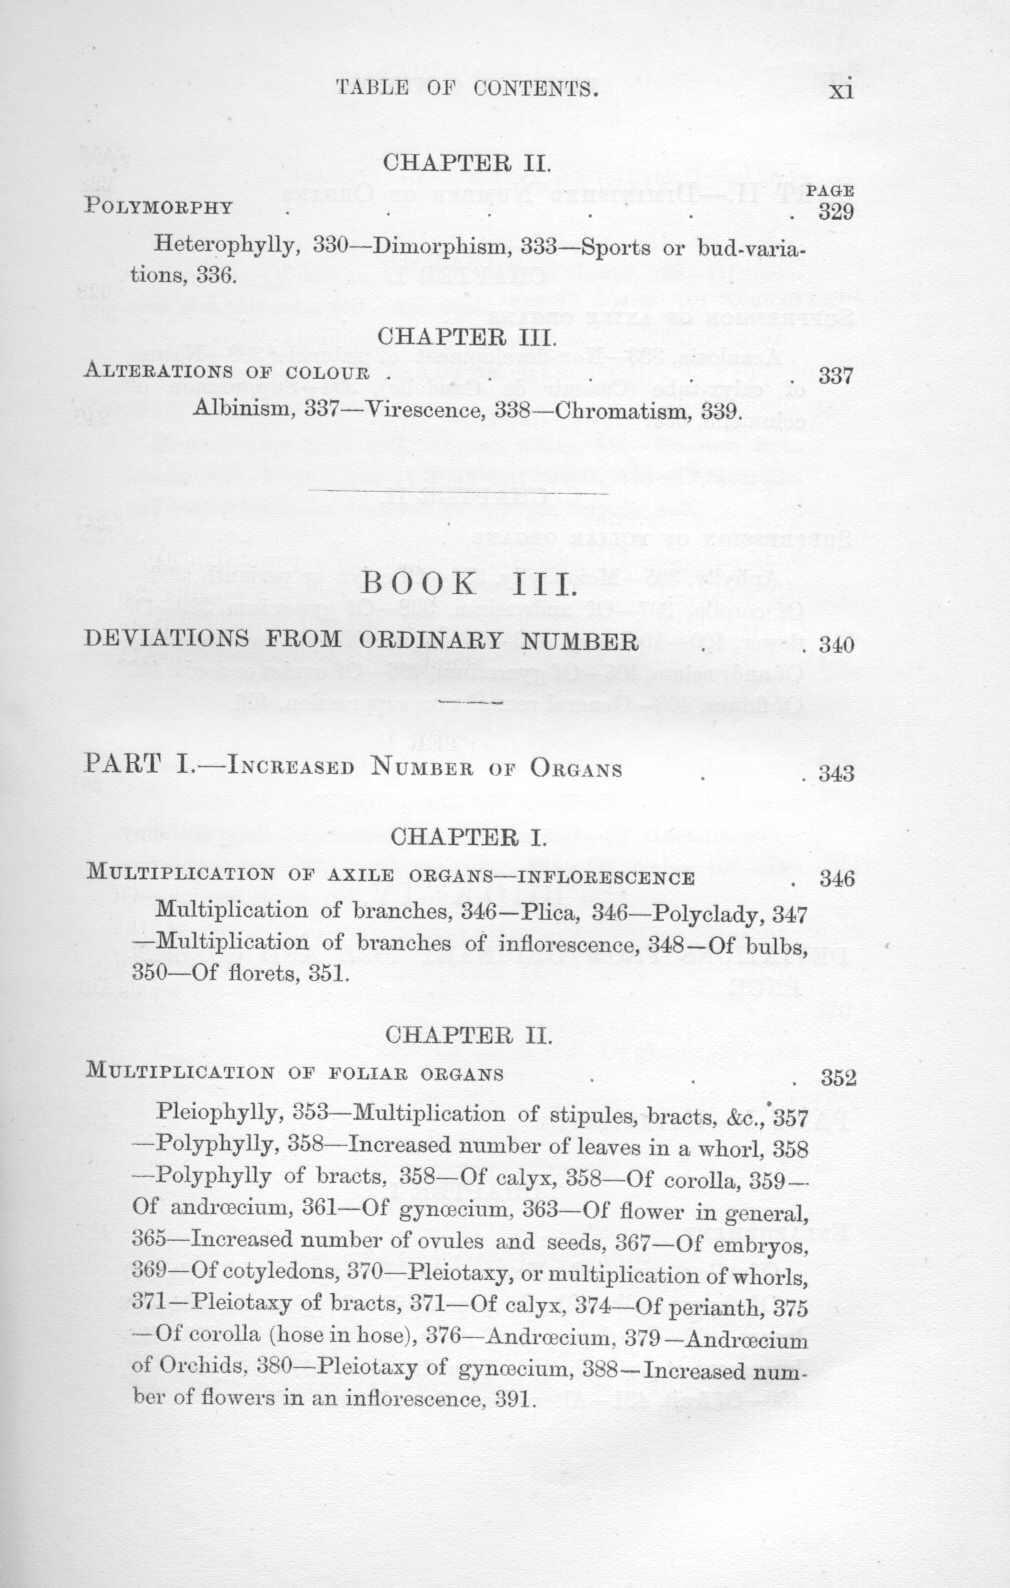 TABLE OF CONTENTS. xi
CHAPTER II.
PAGE
POLYMORPHY . . . . . . 329
Heterophylly, 330—Dimorphism, 333—Sports or bud-varia-
tions, 336.
CHAPTER III.
ALTERATIONS OF COLOUR . . . . . 337
Albinism, 337—Virescence, 338—Chromatism, 339.
BOOK III.
DEVIATIONS FROM ORDINARY NUMBER . . 340
PART I.—INCREASED NUMBER OF ORGANS . . 343
CHAPTER I.
MULTIPLICATION OF AXILE ORGANS—INFLORESCENCE . 346
Multiplication of branches, 346—Plica, 346—Polyclady, 347
—Multiplication of branches of inflorescence, 348—Of bulbs,
350—Of florets, 351.
CHAPTER II.
MULTIPLICATION OF FOLIAR ORGANS . . . 352
Pleiophylly, 353—Multiplication of stipules, bracts, &c., 357
—Polyphylly, 358—Increased number of leaves in a whorl, 358
—Polyphylly of bracts, 358—Of calyx, 358—Of corolla, 359—
Of andrœcium, 361—Of gynœcium, 363—Of flower in general,
365—Increased number of ovules and seeds, 367—Of embryos,
369—Of cotyledons, 370—Pleiotaxy, or multiplication of whorls,
371—Pleiotaxy of bracts, 371—Of calyx, 374—Of perianth, 375
—Of corolla (hose in hose), 376—Andrœcium, 379—Andrœcium
of Orchids, 380—Pleiotaxy of gynœcium, 388—Increased num-
ber of flowers in an inflorescence, 391.